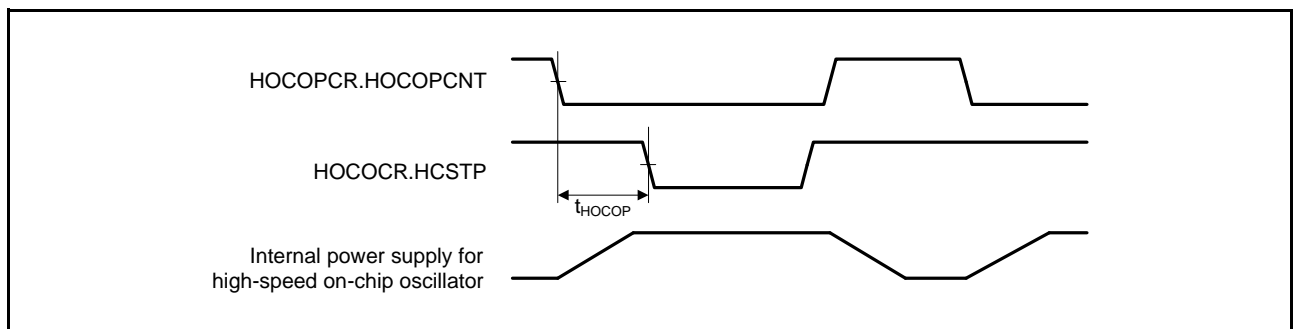 HOCOPCR.HOCOPCNT
HOCOCR.HCSTP
tHOCOP
Internal power supply for
high-speed on-chip oscillator